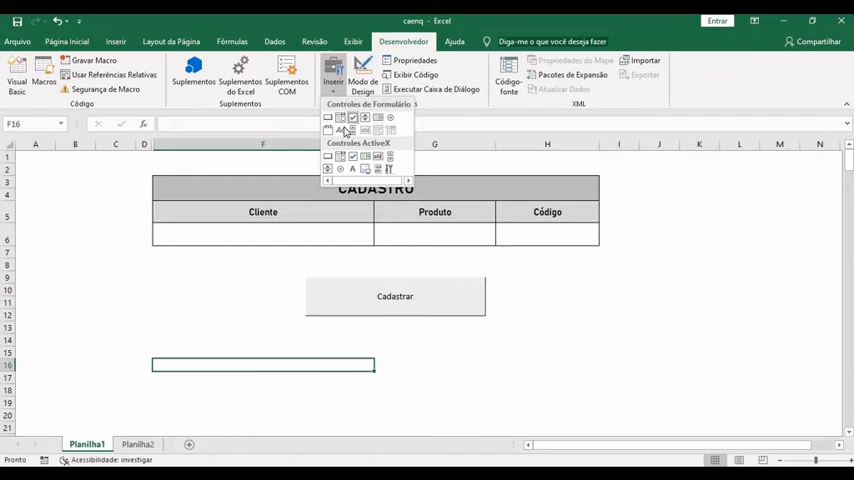 caenq - Excel
Entrar
Arquivo Página Inicial Inserir Layout da Página Fórmulas Dados Revisão Exibir Desenvolvedor Ajuda Diga-me o que você deseja fazer Compartilhar
Visual Basic
Macros
Gravar Macro
Usar Referências Relativas
Segurança de Macro
Código
Suplementos
Suplementos do Excel
Suplementos COM
Suplementos
Inserir
Modo de Design
Propriedades
Exibir Código
Executar Caixa de Diálogo
Código-fonte
Propriedades do Mapa
Pacotes de Expansão
Atualizar Dados
Importar
Exportar
XML
Controles de Formulário
Controles ActiveX
F16
A B C D F G H I J K L M N
1
2
3
4
5
6
7
8
9
10
11
12
13
14
15
16
17
18
19
20
21
CADASTRO
Cliente Produto Código
Cadastrar
Planilha1 Planilha2
Pronto Acessibilidade: investigar